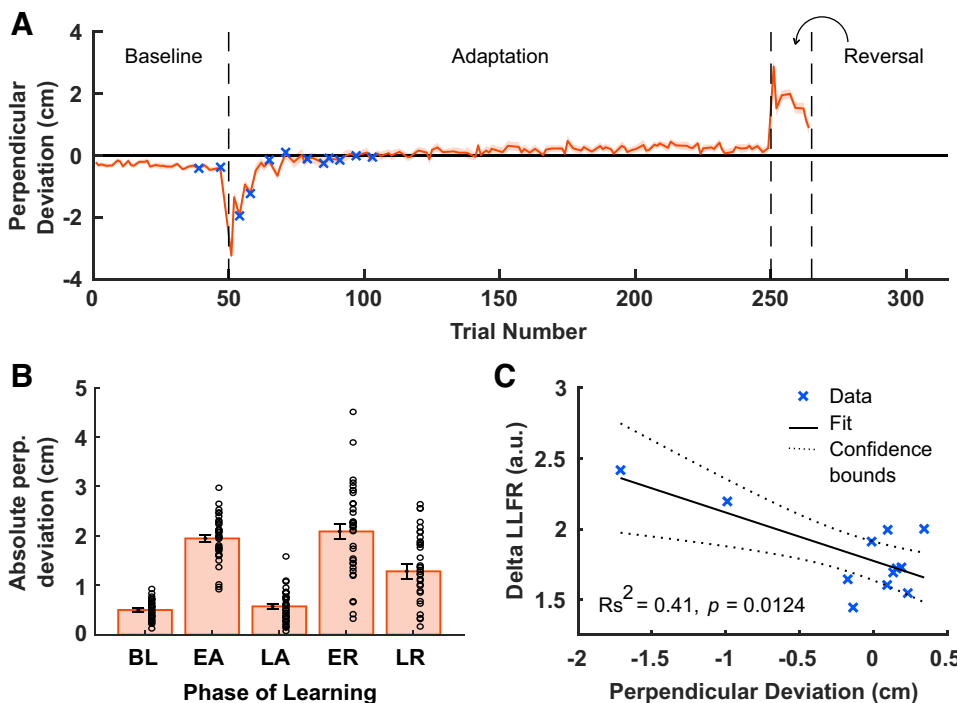 A
Perpendicular
Deviation (cm)
4
2
0
-2
-4
Baseline
Adaptation
Reversal
0
50
100
150
200
250
300
Trial Number
B
Absolute perp.
deviation (cm)
5
4
3
2
1
0
BL
EA
LA
ER
LR
Phase of Learning
C
Delta LLFR (a.u.)
3
2.5
2
1.5
Data
Fit
Confidence
bounds
Rs² = 0.41, p = 0.0124
-2
-1.5
-1
-0.5
0
0.5
Perpendicular Deviation (cm)